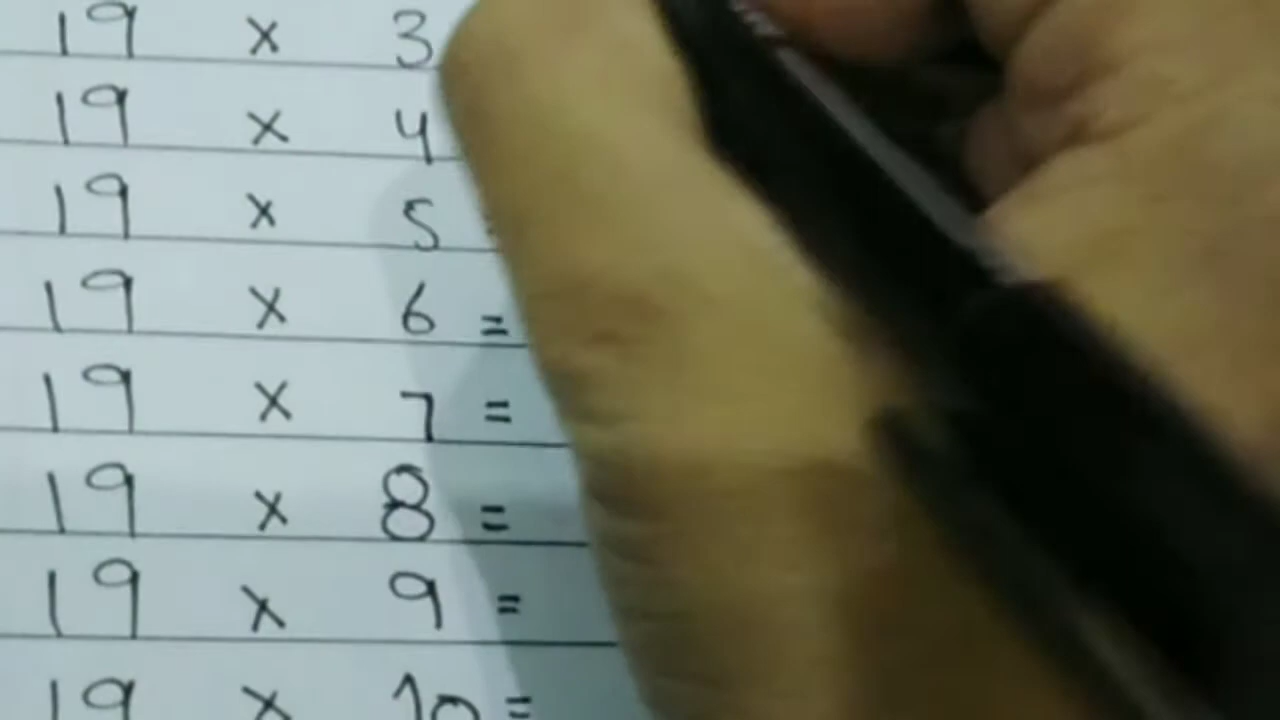 19 × 3
19 × 4
19 × 5
19 × 6 =
19 × 7 =
19 × 8 =
19 × 9 =
19 × 10 =